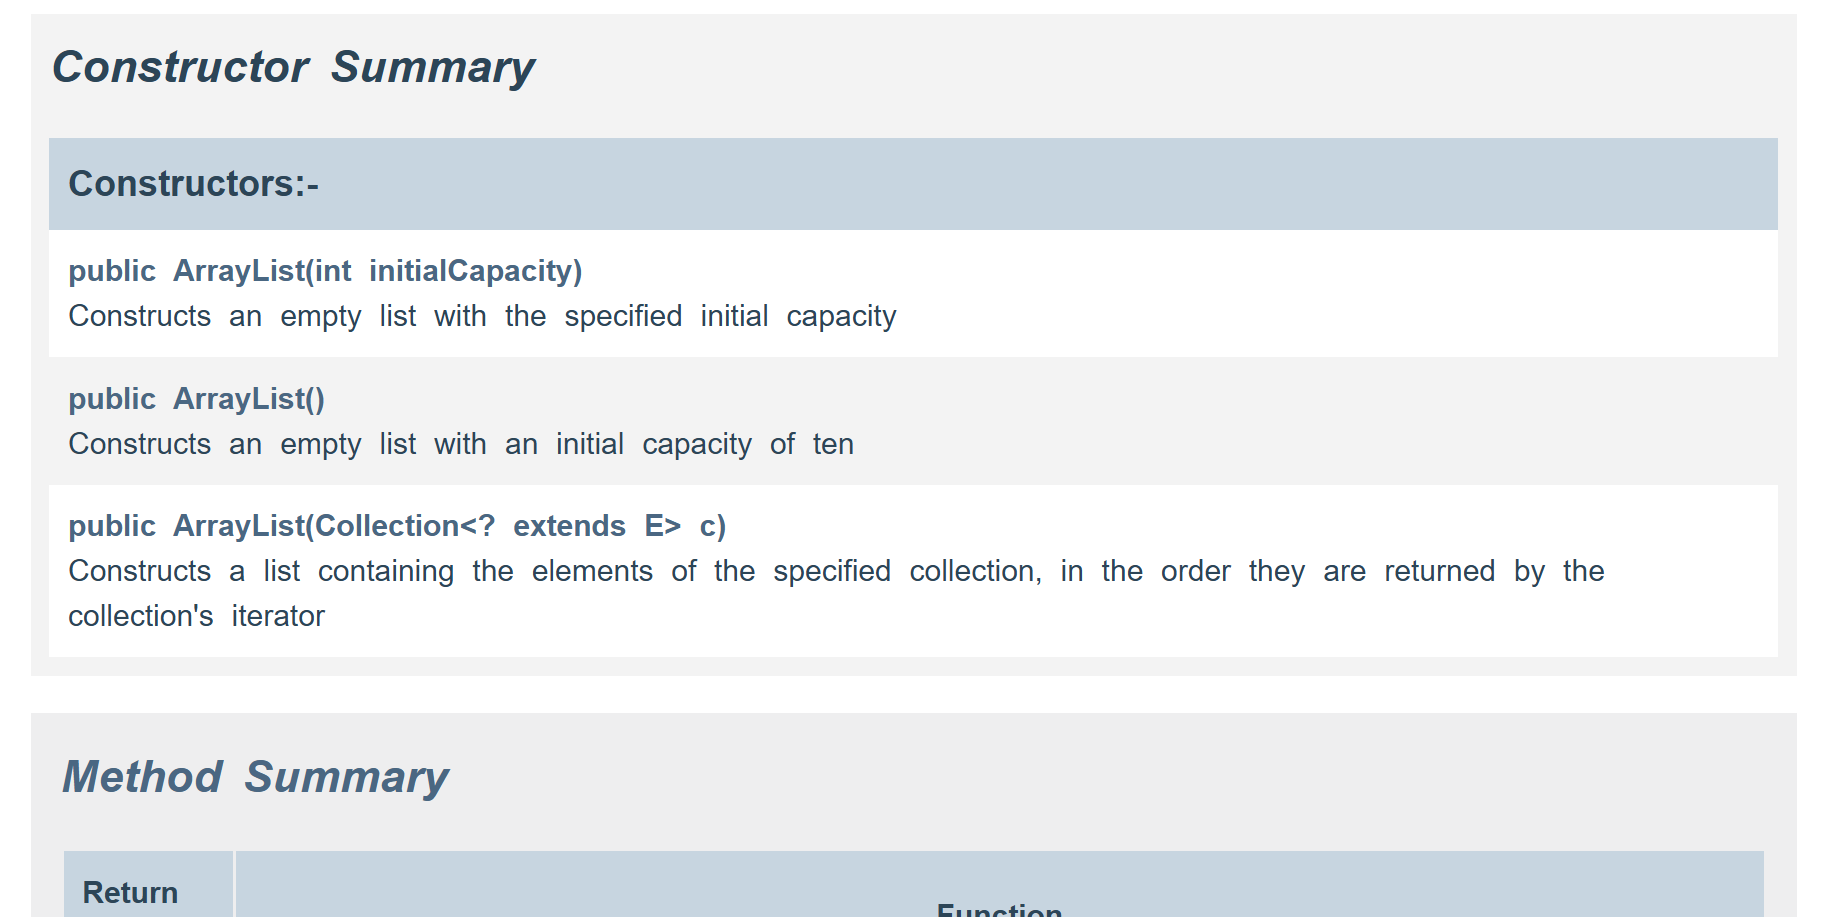 Constructor Summary
Constructors:-
public ArrayList(int initialCapacity)
Constructs an empty list with the specified initial capacity
public ArrayList()
Constructs an empty list with an initial capacity of ten
public ArrayList(Collection<? extends E> c)
Constructs a list containing the elements of the specified collection, in the order they are returned by the
collection's iterator
Method Summary
Return
Function